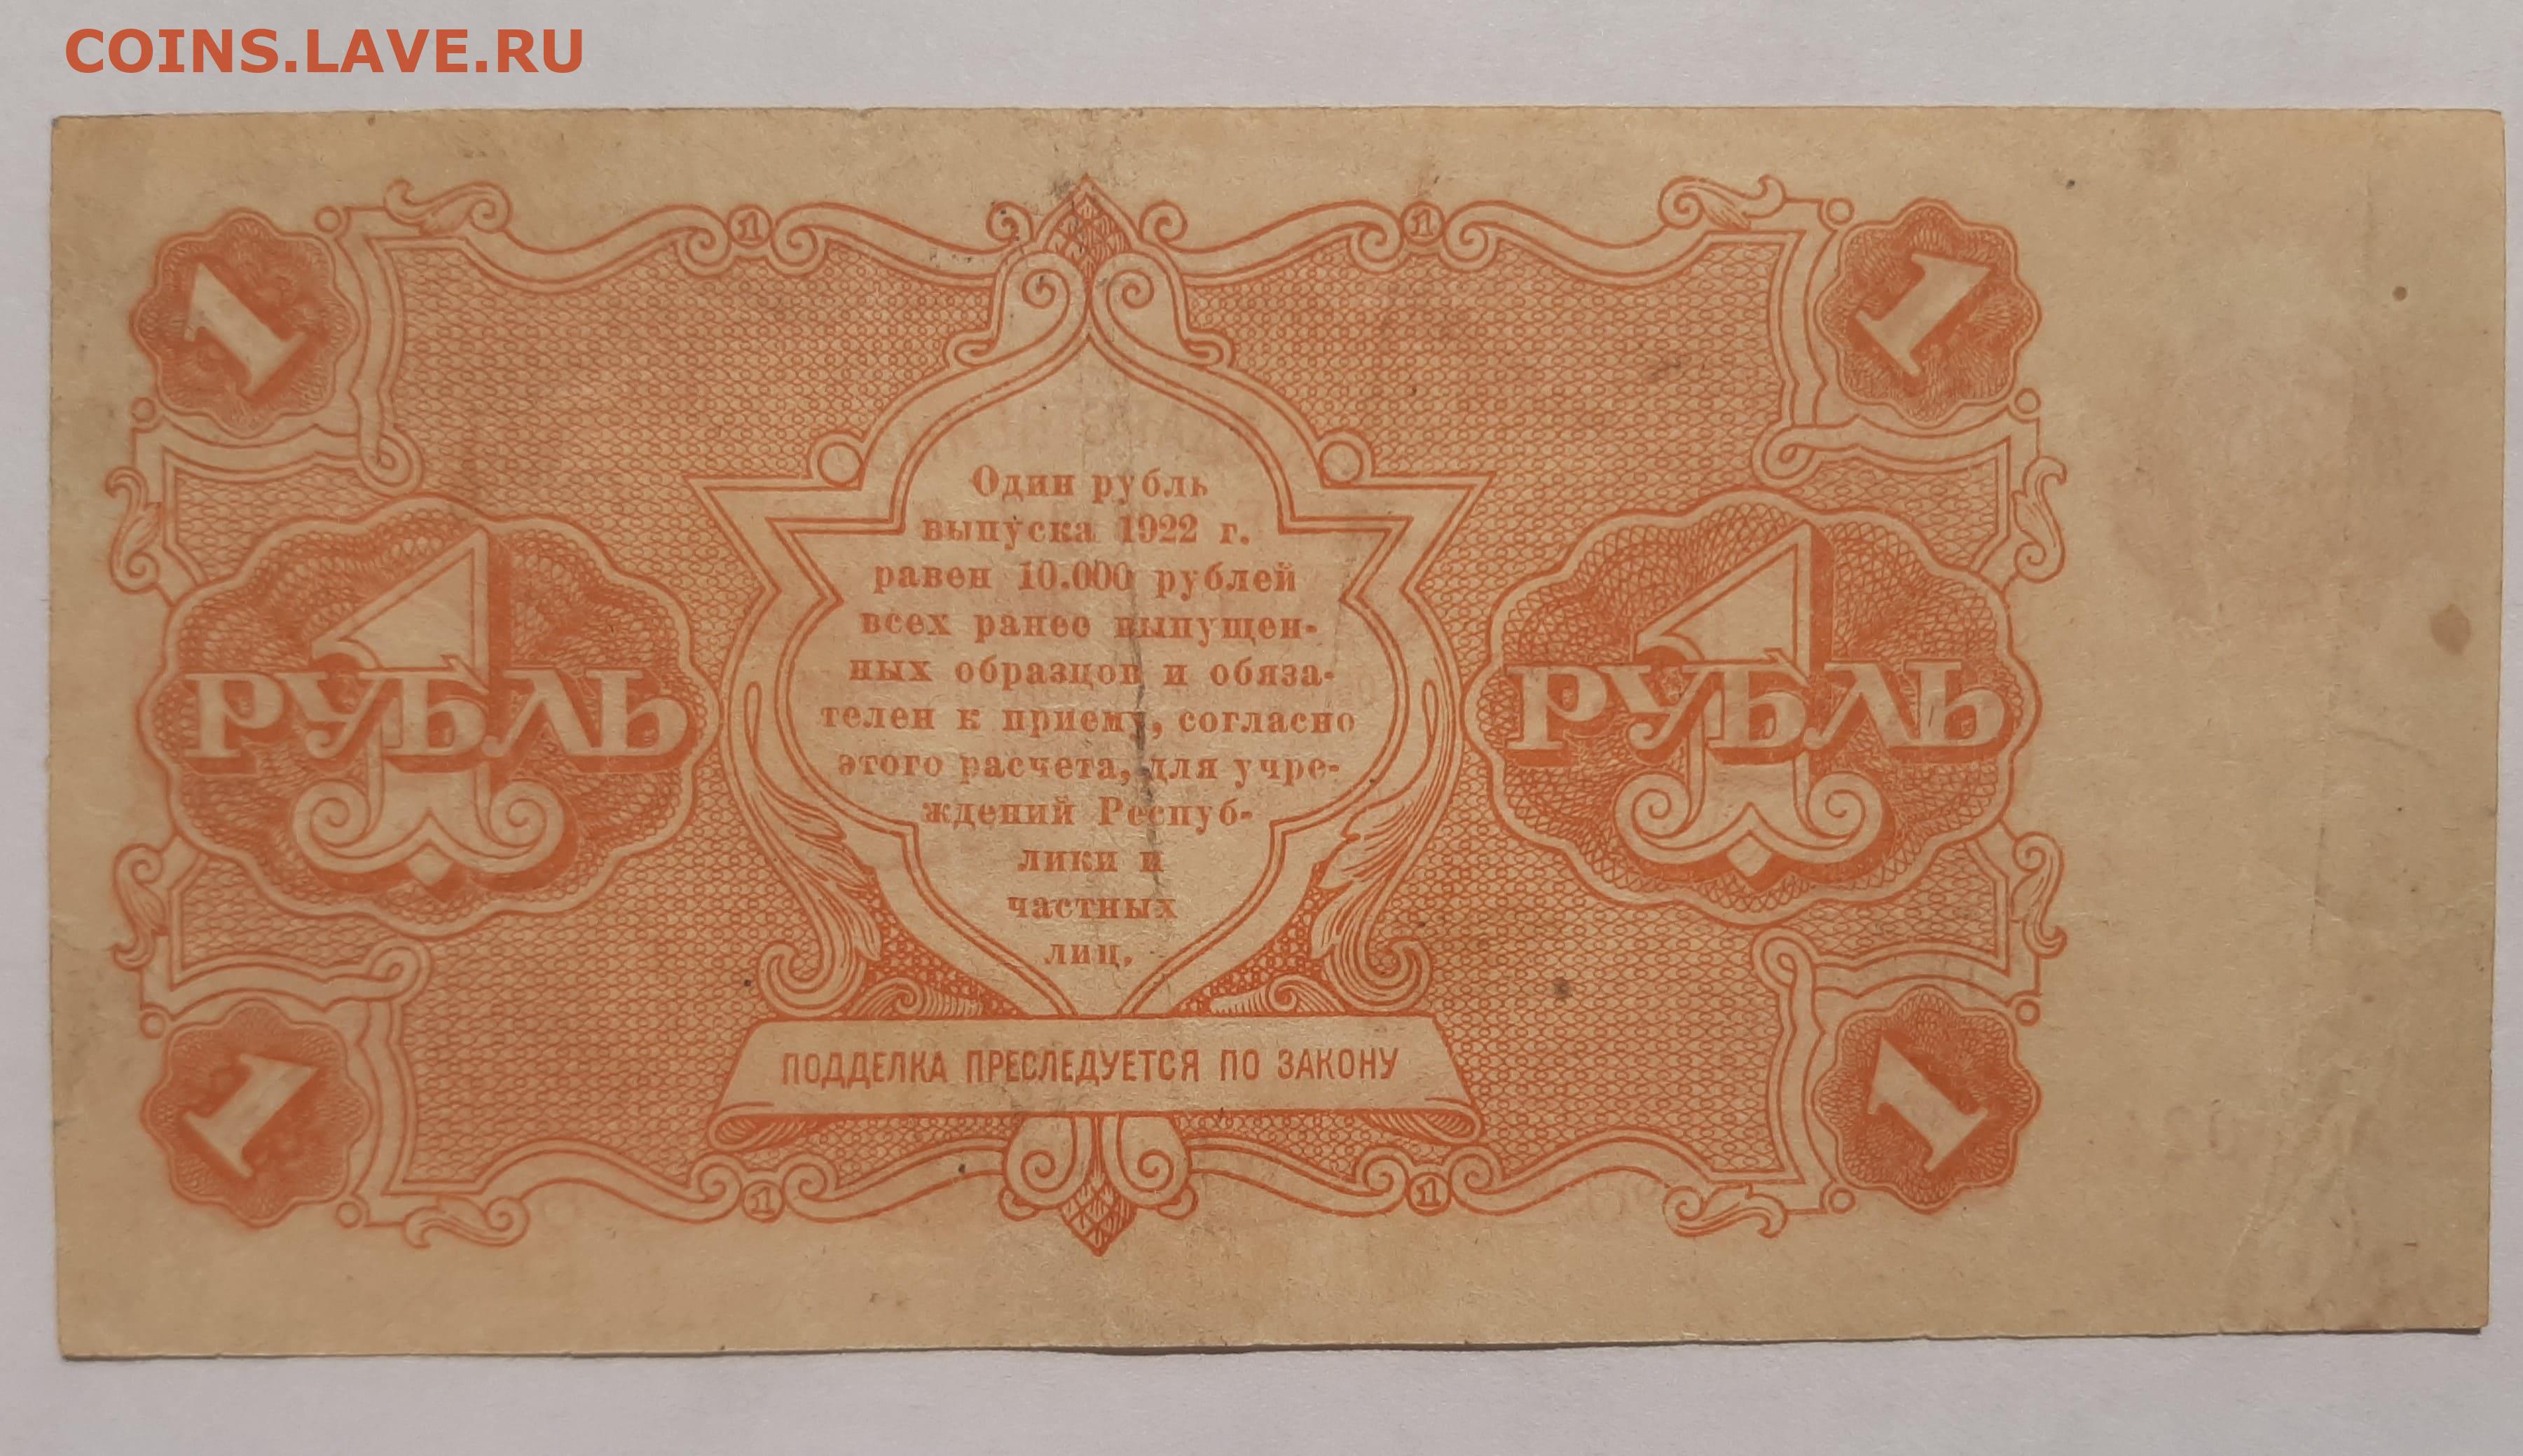 COINS.LAVE.RU
1 1
1 1
Один рубль
выпуска 1922 г.
равен 10.000 рублей
всех ранее выпущен-
ных образцов и обяза-
телен к приему, согласно
этого расчета, для учре-
ждений Респуб-
лики и
частных
лиц.
1 РУБЛЬ
1 РУБЛЬ
ПОДДЕЛКА ПРЕСЛЕДУЕТСЯ ПО ЗАКОНУ
1 1
1 1